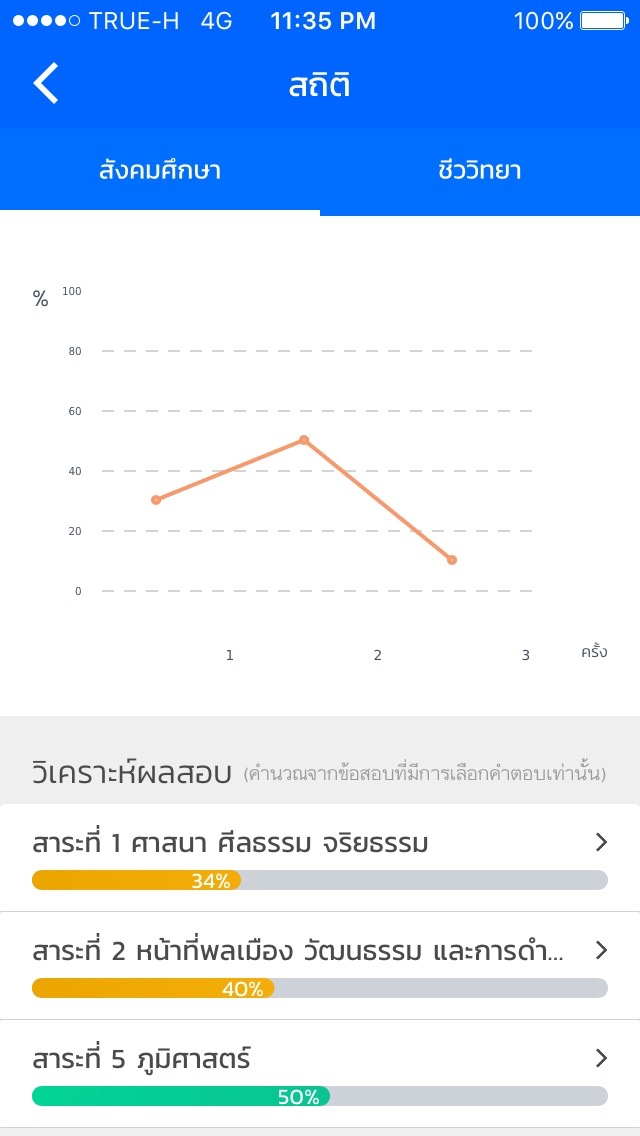 TRUE-H 4G 11:35 PM 100%
สถิติ
สังคมศึกษา ชีววิทยา
% 100
80
60
40
20
0
1 2 3 ครั้ง
วิเคราะห์ผลสอบ (คำนวณจากข้อสอบที่มีการเลือกคำตอบเท่านั้น)
สาระที่ 1 ศาสนา ศีลธรรม จริยธรรม
34%
สาระที่ 2 หน้าที่พลเมือง วัฒนธรรม และการดำ...
40%
สาระที่ 5 ภูมิศาสตร์
50%